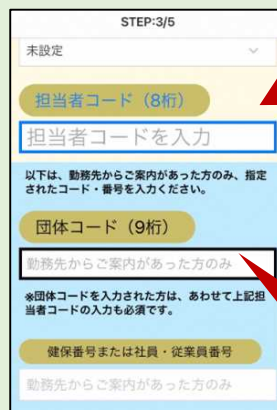 STEP:3/5
未設定
担当者コード（8桁）
担当者コードを入力
以下は、勤務先からご案内があった方のみ、指定
されたコード・番号を入力ください。
団体コード（9桁）
勤務先からご案内があった方のみ
※団体コードを入力された方は、あわせて上記担
当者コードの入力も必須です。
健保番号または社員・従業員番号
勤務先からご案内があった方のみ